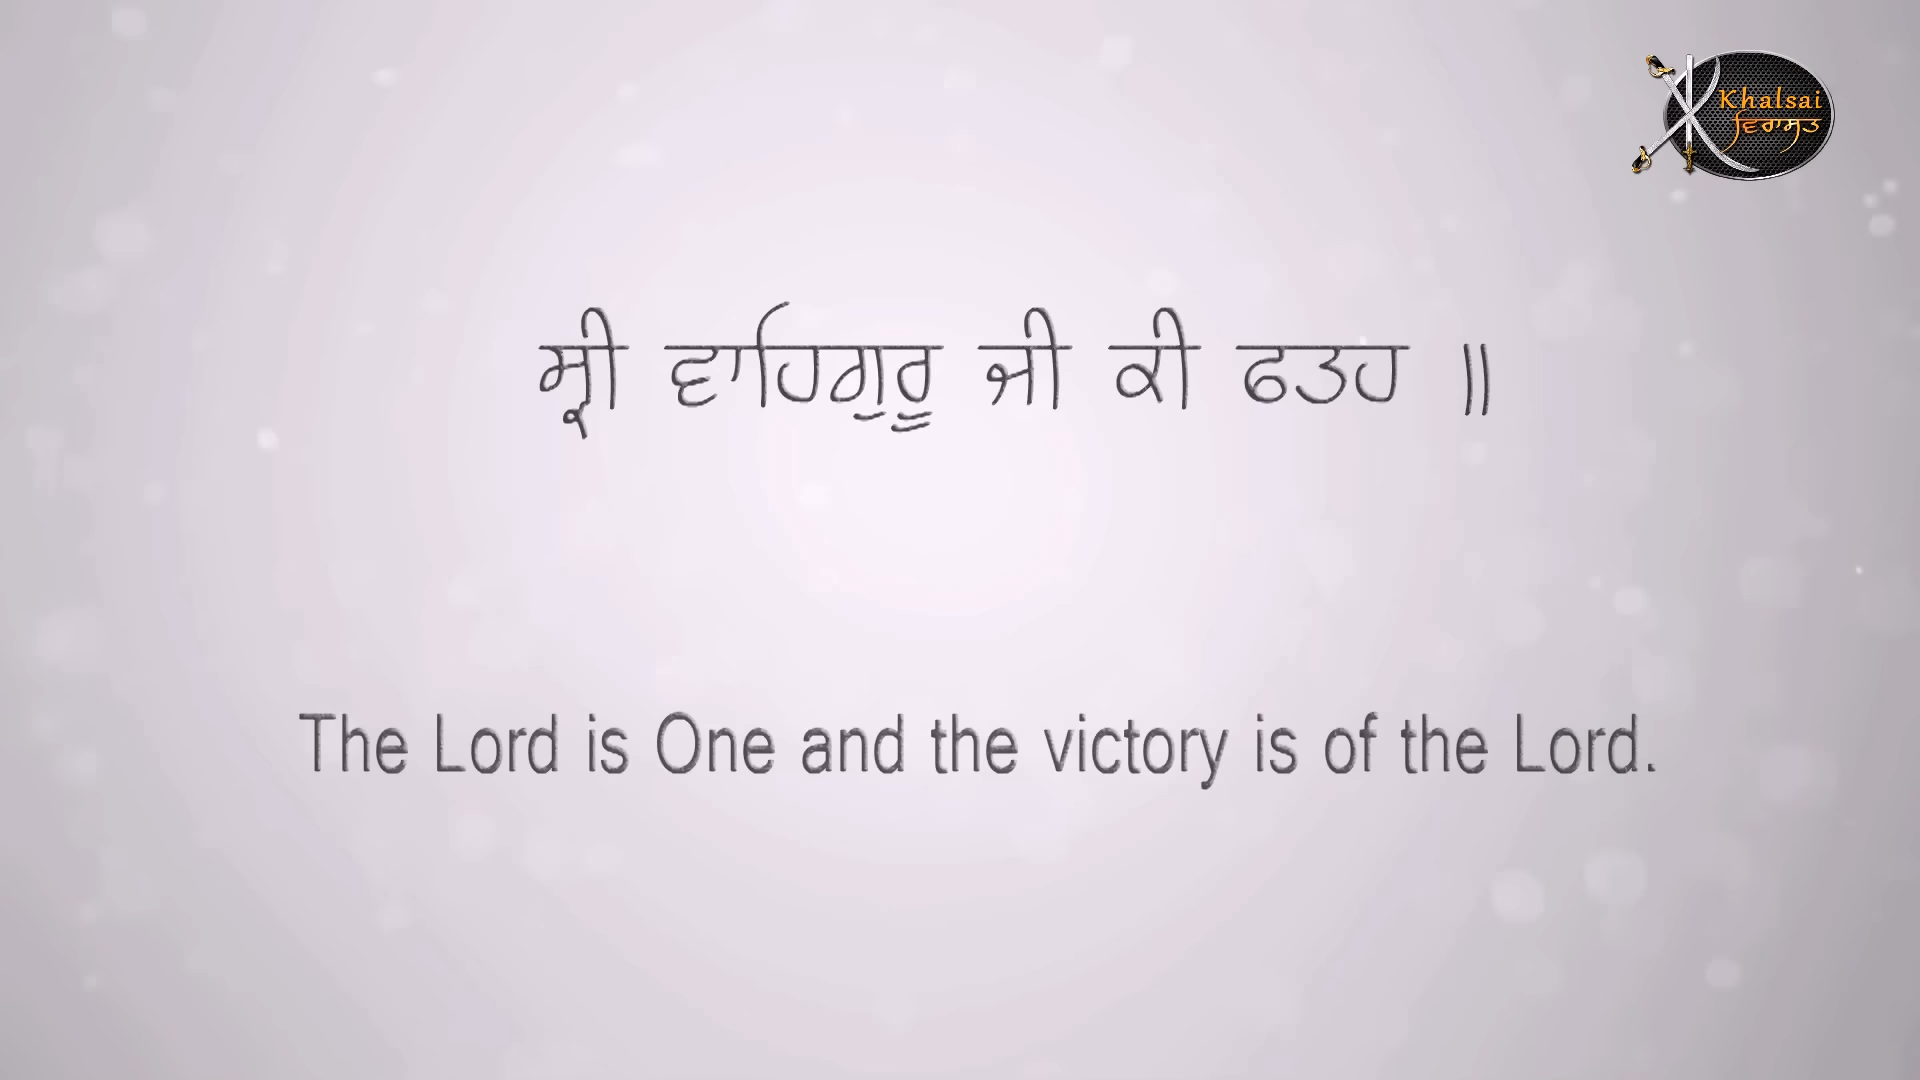 Khalsai
ਵਿਰਾਸਤ
ਸ੍ਰੀ ਵਾਹਿਗੁਰੂ ਜੀ ਕੀ ਫਤਹ ॥
The Lord is One and the victory is of the Lord.